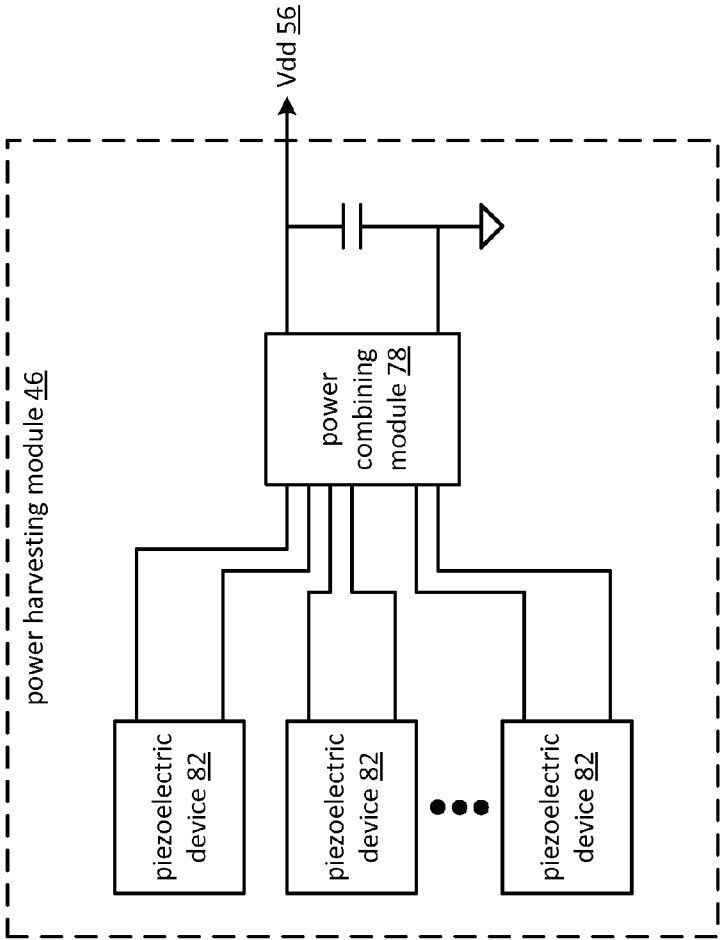 power harvesting module 46
Vdd 56
power
combining
module 78
piezoelectric
device 82
piezoelectric
device 82
piezoelectric
device 82